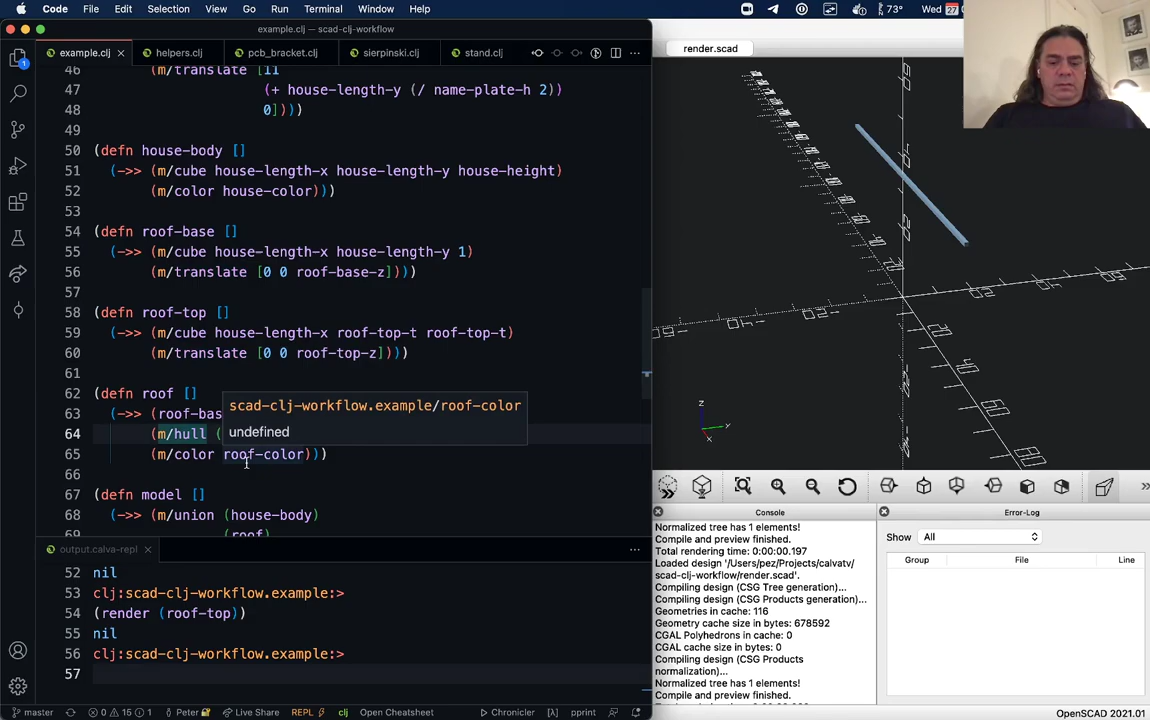 Code File Edit Selection View Go Run Terminal Window Help
73° Wed 27
example.clj — scad-clj-workflow
example.clj helpers.clj pcb_bracket.clj sierpinski.clj stand.clj
46 (m/translate [11
47 (+ house-length-y (/ name-plate-h 2))
48 0])))
49
50 (defn house-body []
51 (->> (m/cube house-length-x house-length-y house-height)
52 (m/color house-color)))
53
54 (defn roof-base []
55 (->> (m/cube house-length-x house-length-y 1)
56 (m/translate [0 0 roof-base-z])))
57
58 (defn roof-top []
59 (->> (m/cube house-length-x roof-top-t roof-top-t)
60 (m/translate [0 0 roof-top-z])))
61
62 (defn roof []
63 (->> (roof-bas
64 (m/hull (
65 (m/color roof-color)))
66
67 (defn model []
68 (->> (m/union (house-body)
69 (roof)
scad-clj-workflow.example/roof-color
undefined
output.calva-repl
52 nil
53 clj:scad-clj-workflow.example:>
54 (render (roof-top))
55 nil
56 clj:scad-clj-workflow.example:>
57
master 0 15 1 Peter Live Share REPL clj Open Cheatsheet Chronicler [λ] pprint
render.scad
z
y
x
Console
Normalized tree has 1 elements!
Compile and preview finished.
Total rendering time: 0:00:00.197
Loaded design '/Users/pez/Projects/calvatv/
scad-clj-workflow/render.scad'.
Compiling design (CSG Tree generation)...
Compiling design (CSG Products generation)...
Geometries in cache: 116
Geometry cache size in bytes: 678592
CGAL Polyhedrons in cache: 0
CGAL cache size in bytes: 0
Compiling design (CSG Products
normalization)...
Normalized tree has 1 elements!
Compile and preview finished.
Error-Log
Show All
Group File Line
OpenSCAD 2021.01